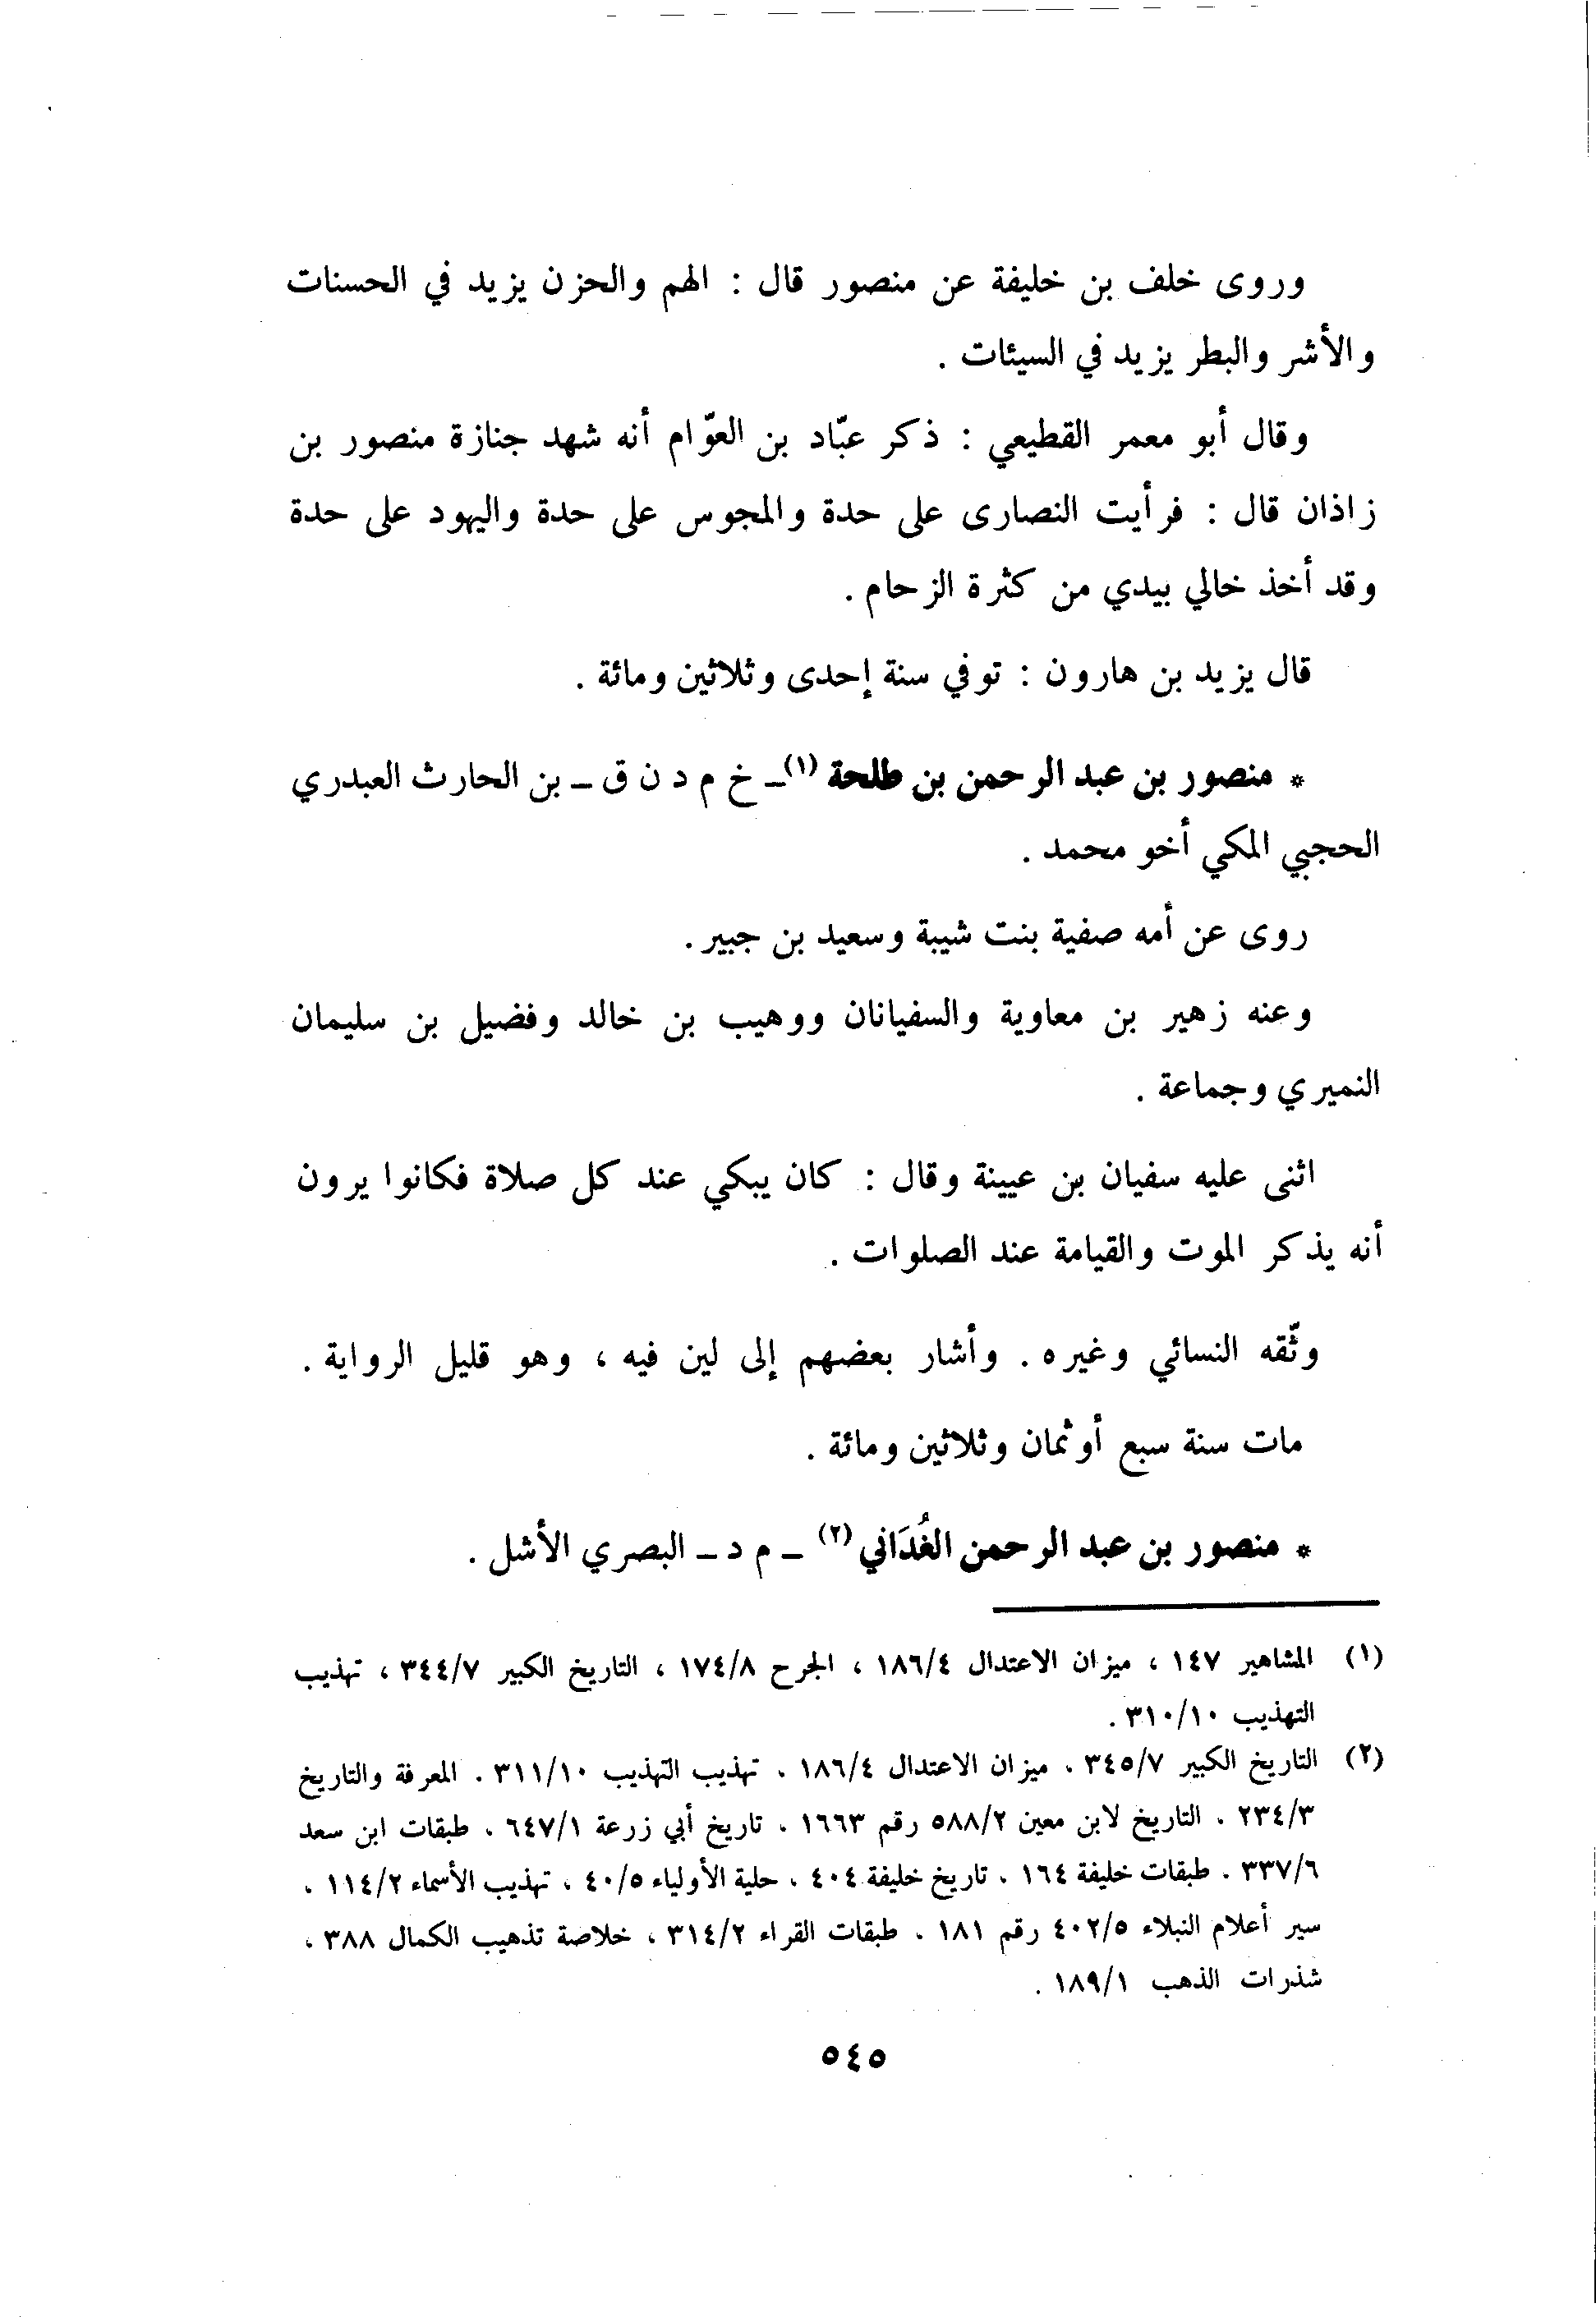 وروى خلف بن خليفة عن منصور قال : الهم والحزن يزيد في الحسنات
والأشر والبطر يزيد في السيئات .
وقال أبو معمر القطيعي : ذكر عبّاد بن العوّام أنه شهد جنازة منصور بن
زاذان قال : فرأيت النصارى على حدة والمجوس على حدة واليهود على حدة
وقد أخذ خالي بيدي من كثرة الزحام .
قال يزيد بن هارون : توفي سنة إحدى وثلاثين ومائة .
* منصور بن عبد الرحمن بن طلحة (١) ـ خ م د ن ق ـ بن الحارث العبدري
الحجبي المكي أخو محمد .
روى عن أمه صفية بنت شيبة وسعيد بن جبير .
وعنه زهير بن معاوية والسفيانان ووهيب بن خالد وفضيل بن سليمان
النميري وجماعة .
اثنى عليه سفيان بن عيينة وقال : كان يبكي عند كل صلاة فكانوا يرون
أنه يذكر الموت والقيامة عند الصلوات .
وثّقه النسائي وغيره . وأشار بعضهم إلى لين فيه ، وهو قليل الرواية .
مات سنة سبع أو ثمان وثلاثين ومائة .
* منصور بن عبد الرحمن الغُدَاني (٢) ـ م د ـ البصري الأشل .
(١) المشاهير ١٤٧ ، ميزان الاعتدال ١٨٦/٤ ، الجرح ١٧٤/٨ ، التاريخ الكبير ٣٤٤/٧ ، تهذيب
التهذيب ٣١٠/١٠ .
(٢) التاريخ الكبير ٣٤٥/٧ . ميزان الاعتدال ١٨٦/٤ . تهذيب التهذيب ٣١١/١٠ . المعرفة والتاريخ
٢٣٤/٣ . التاريخ لابن معين ٥٨٨/٢ رقم ١٦٦٣ . تاريخ أبي زرعة ٦٤٧/١ . طبقات ابن سعد
٣٣٧/٦ . طبقات خليفة ١٦٤ . تاريخ خليفة ٤٠٤ . حلية الأولياء ٤٠/٥ . تهذيب الأسماء ١١٤/٢ .
سير أعلام النبلاء ٤٠٢/٥ رقم ١٨١ . طبقات القراء ٣١٤/٢ ، خلاصة تذهيب الكمال ٣٨٨ ،
شذرات الذهب ١٨٩/١ .
٥٤٥